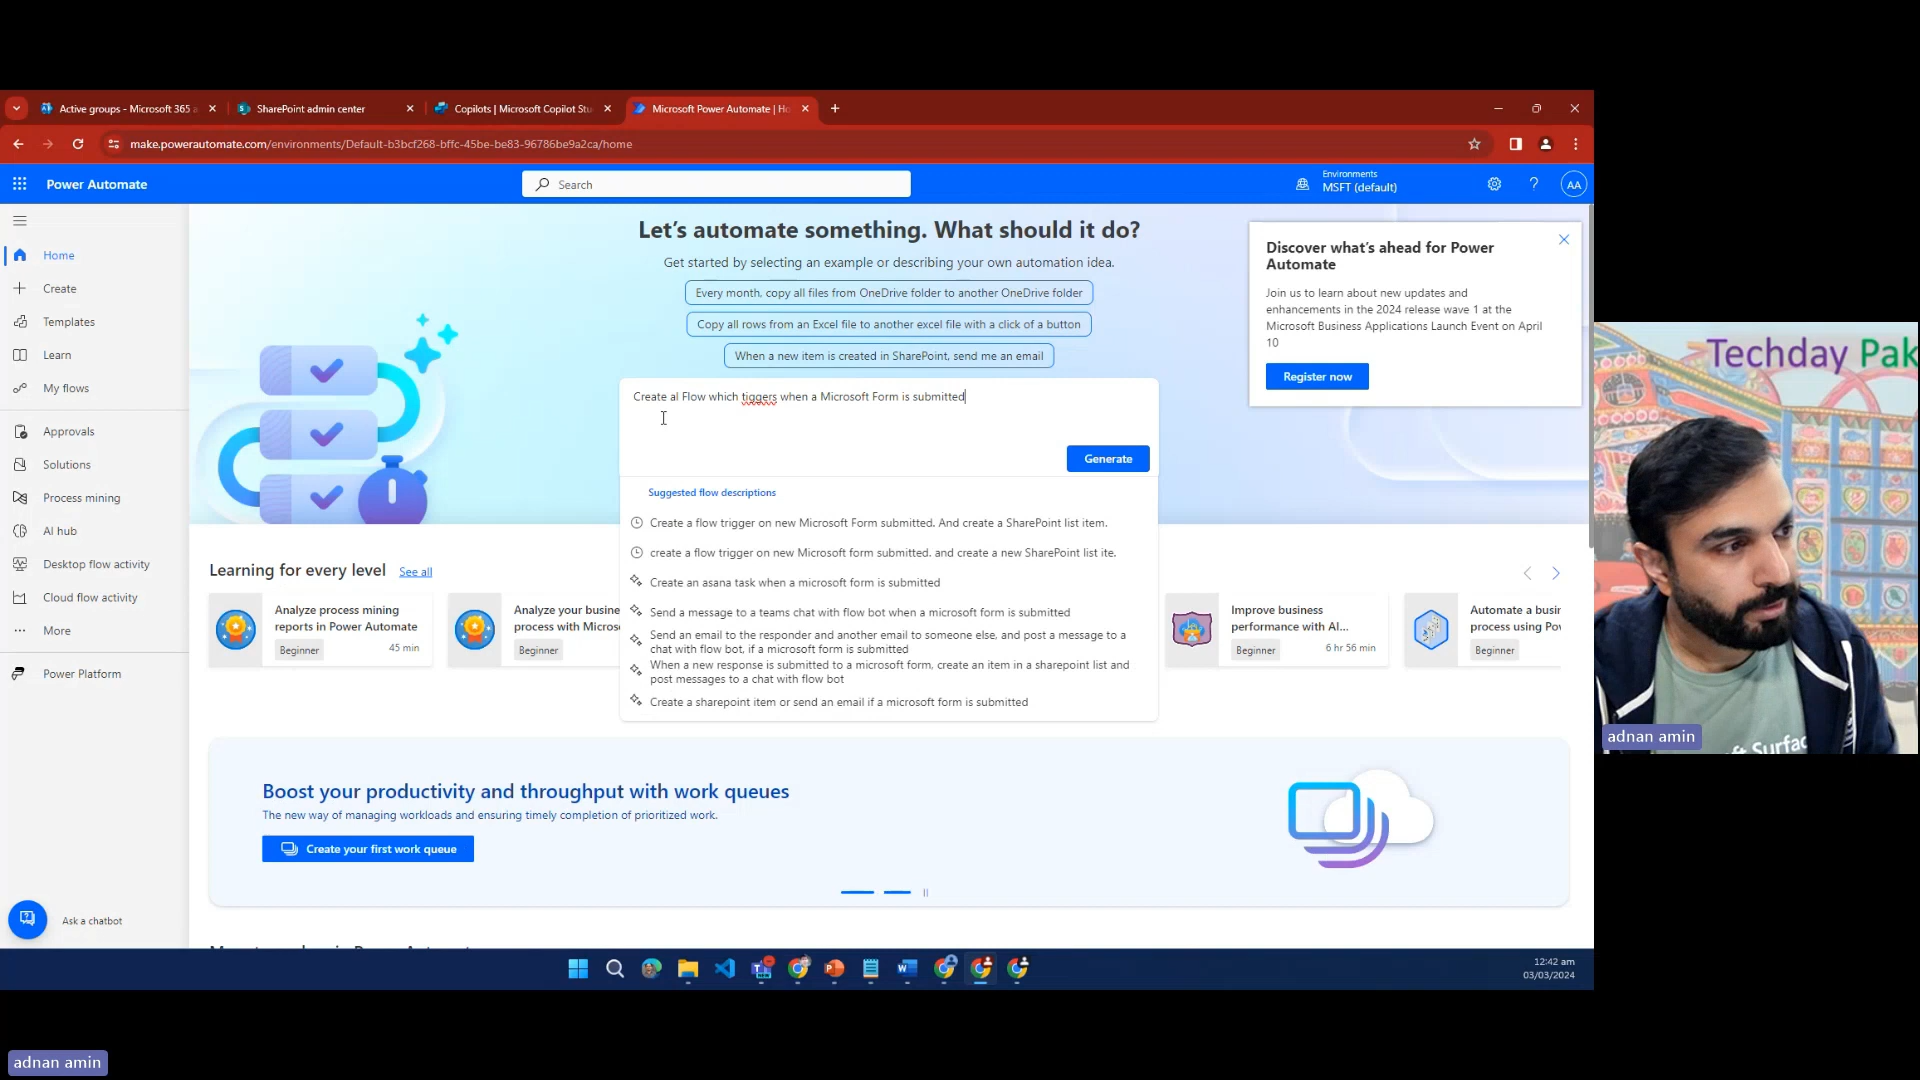 Active groups - Microsoft 365 a
SharePoint admin center
Copilots | Microsoft Copilot Stu
Microsoft Power Automate | Ho
make.powerautomate.com/environments/Default-b3bcf268-bffc-45be-be83-96786be9a2ca/home
Power Automate
Search
Environments
MSFT (default)
AA
Home
Create
Templates
Learn
My flows
Approvals
Solutions
Process mining
AI hub
Desktop flow activity
Cloud flow activity
More
Power Platform
Ask a chatbot
Let's automate something. What should it do?
Get started by selecting an example or describing your own automation idea.
Every month, copy all files from OneDrive folder to another OneDrive folder
Copy all rows from an Excel file to another excel file with a click of a button
When a new item is created in SharePoint, send me an email
Create al Flow which tiggers when a Microsoft Form is submitted
Generate
Suggested flow descriptions
Create a flow trigger on new Microsoft Form submitted. And create a SharePoint list item.
create a flow trigger on new Microsoft form submitted. and create a new SharePoint list ite.
Create an asana task when a microsoft form is submitted
Send a message to a teams chat with flow bot when a microsoft form is submitted
Send an email to the responder and another email to someone else, and post a message to a
chat with flow bot, if a microsoft form is submitted
When a new response is submitted to a microsoft form, create an item in a sharepoint list and
post messages to a chat with flow bot
Create a sharepoint item or send an email if a microsoft form is submitted
Discover what's ahead for Power
Automate
Join us to learn about new updates and
enhancements in the 2024 release wave 1 at the
Microsoft Business Applications Launch Event on April
10
Register now
Learning for every level
See all
Analyze process mining
reports in Power Automate
Beginner
45 min
Analyze your busine
process with Micros
Beginner
Improve business
performance with AI...
Beginner
6 hr 56 min
Automate a busin
process using Pow
Beginner
Boost your productivity and throughput with work queues
The new way of managing workloads and ensuring timely completion of prioritized work.
Create your first work queue
12:42 am
03/03/2024
Techday Pak
adnan amin
adnan amin